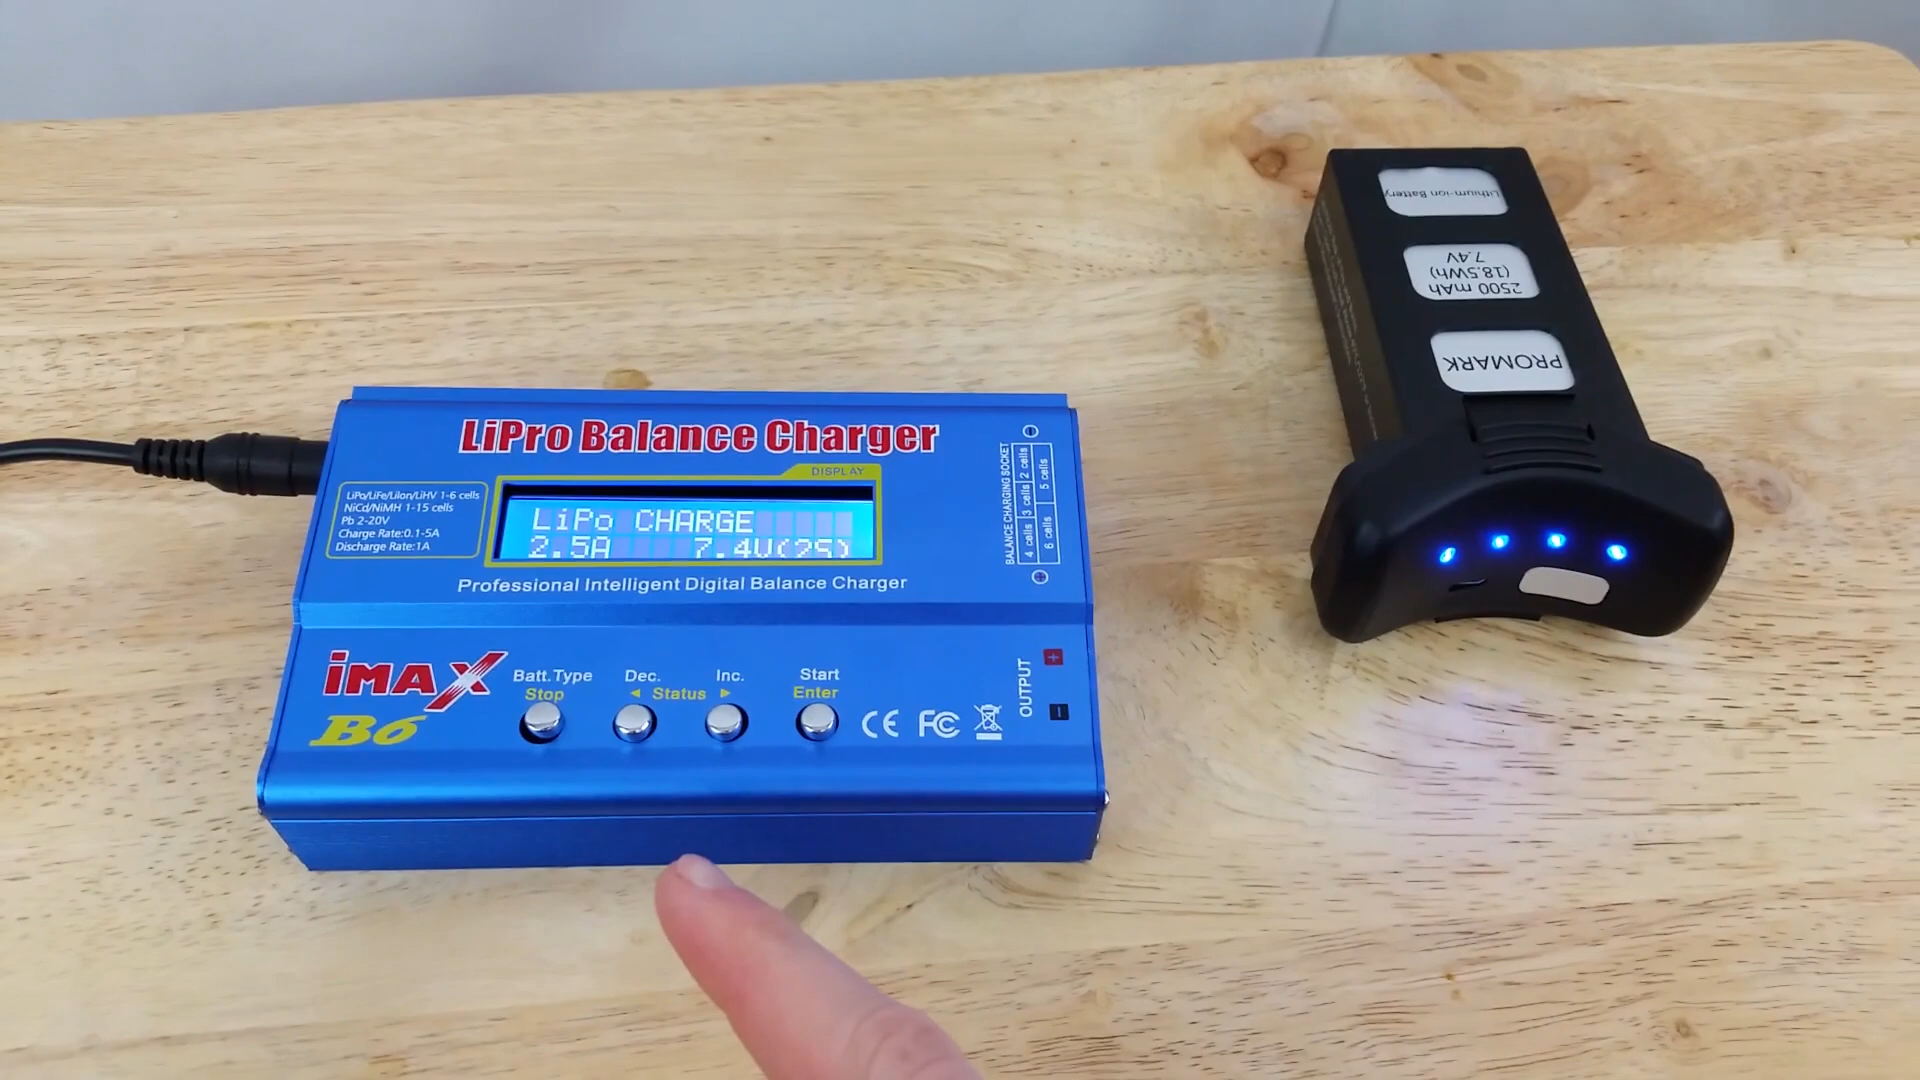 LiPro Balance Charger
DISPLAY
LiPo/LiFe/LiIon/LiHV 1-6 cells
NiCd/NiMH 1-15 cells
Pb 2-20V
Charge Rate:0.1-5A
Discharge Rate:1A
LiPo CHARGE
2.5A 7.4V(2S)
Professional Intelligent Digital Balance Charger
BALANCE CHARGING SOCKET
2 cells
3 cells
4 cells
5 cells
6 cells
iMAX
B6
Batt.Type
Stop
Dec.
Inc.
◄ Status ►
Start
Enter
CE FC
OUTPUT
+
-
Lithium-ion Battery
2500 mAh
(18.5Wh)
7.4V
PROMARK